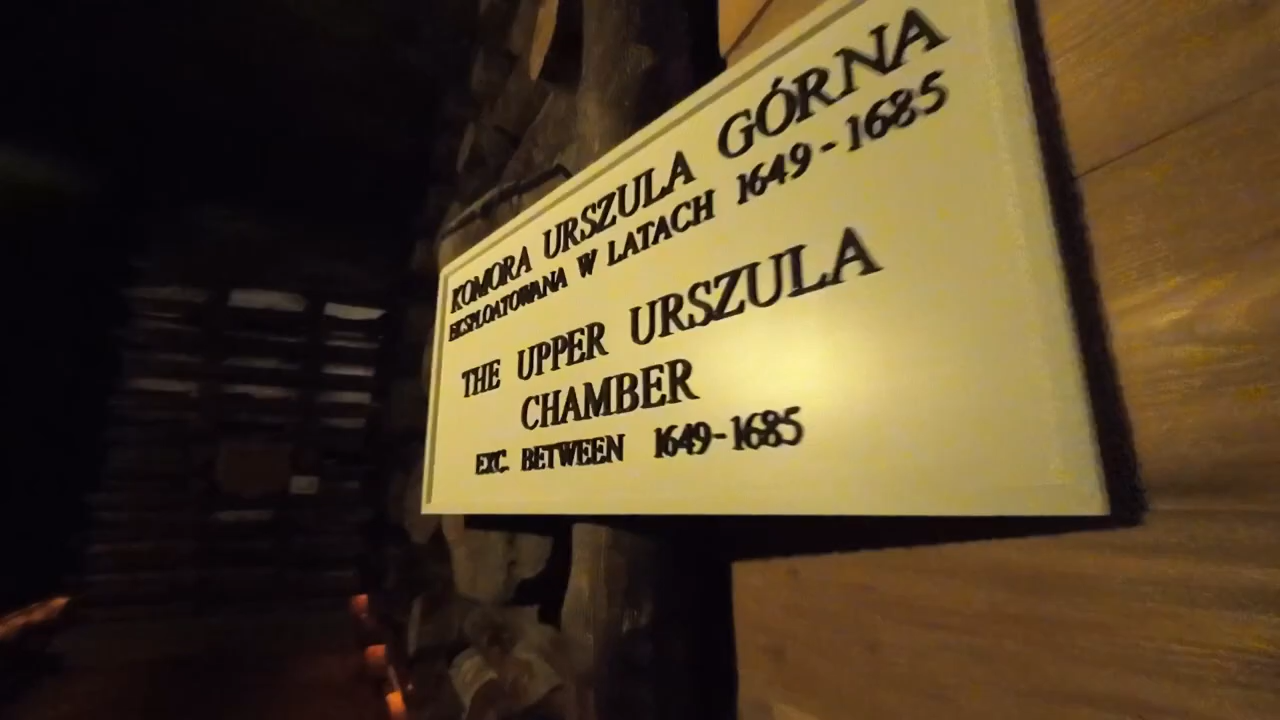 KOMORA URSZULA GÓRNA
EKSPLOATOWANA W LATACH 1649-1685
THE UPPER URSZULA
CHAMBER
EXC. BETWEEN 1649-1685